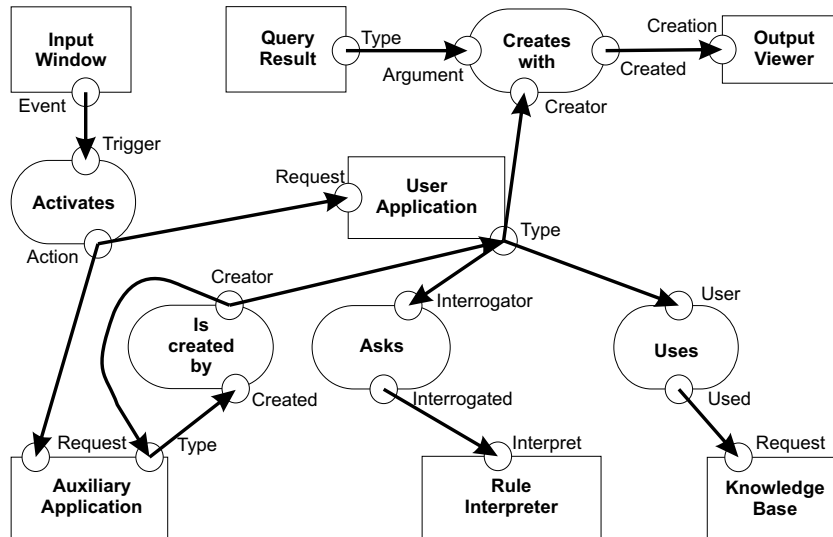 Input
Window
Event
Trigger
Activates
Action
Query
Result
Type
Argument
Creates
with
Creator
Creation
Created
Output
Viewer
Request
User
Application
Type
Creator
Is
created
by
Created
Interrogator
Asks
Interrogated
User
Uses
Used
Request
Type
Auxiliary
Application
Interpret
Rule
Interpreter
Request
Knowledge
Base